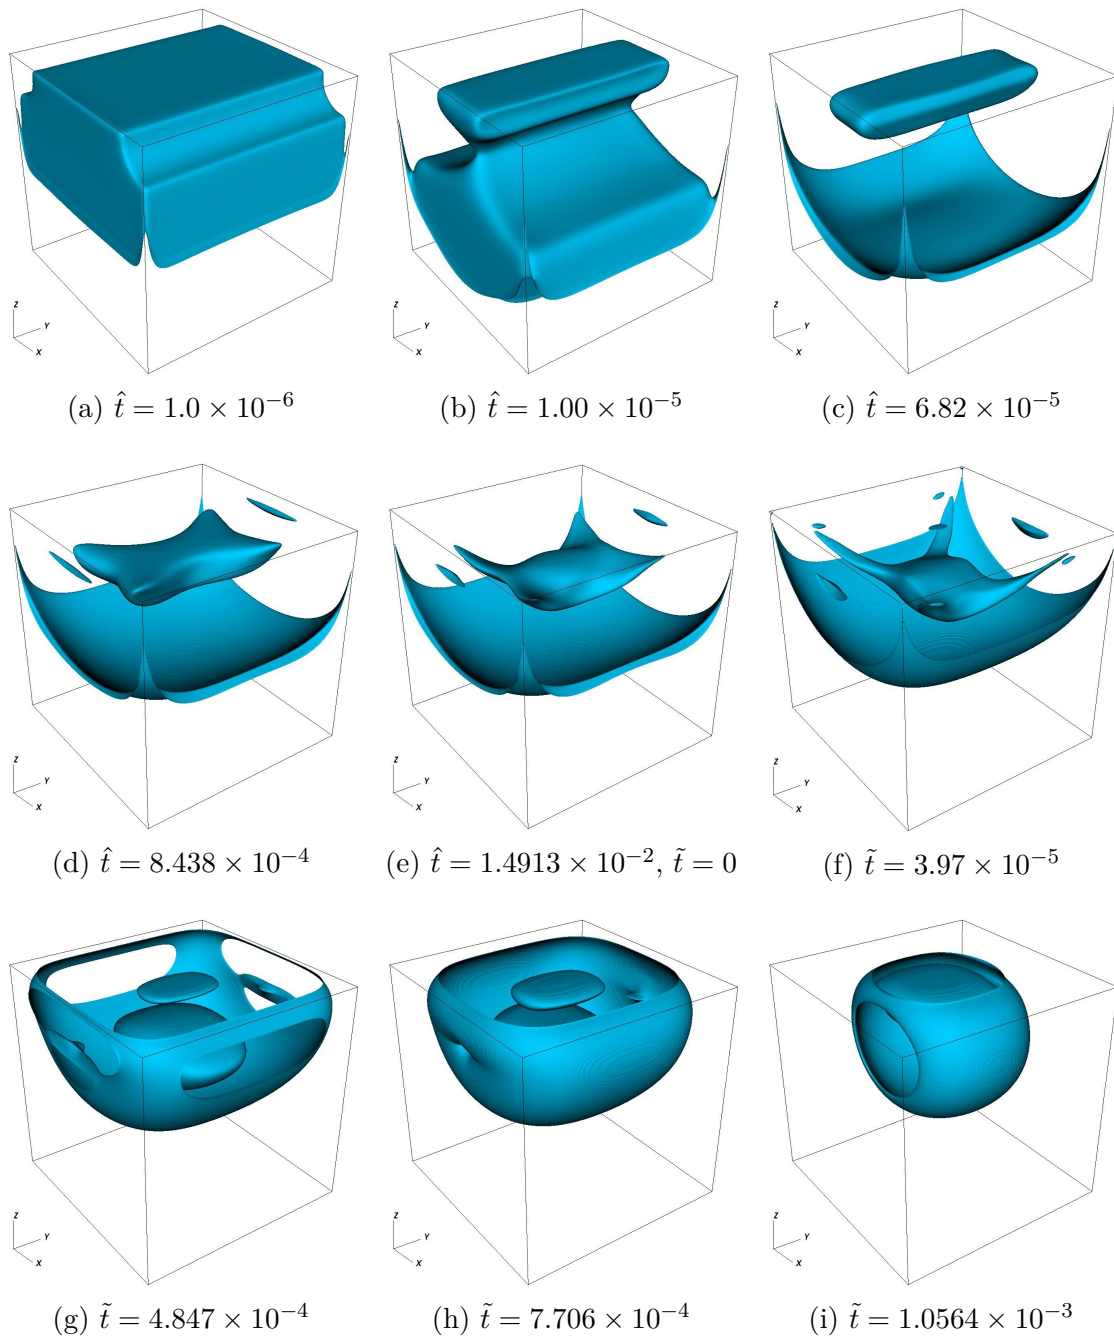 z
Y
X
z
Y
X
z
Y
X
(a) t̂ = 1.0 × 10⁻⁶
(b) t̂ = 1.00 × 10⁻⁵
(c) t̂ = 6.82 × 10⁻⁵
z
Y
X
z
Y
X
z
Y
X
(d) t̂ = 8.438 × 10⁻⁴
(e) t̂ = 1.4913 × 10⁻², t̃ = 0
(f) t̃ = 3.97 × 10⁻⁵
z
Y
X
z
Y
X
z
Y
X
(g) t̃ = 4.847 × 10⁻⁴
(h) t̃ = 7.706 × 10⁻⁴
(i) t̃ = 1.0564 × 10⁻³